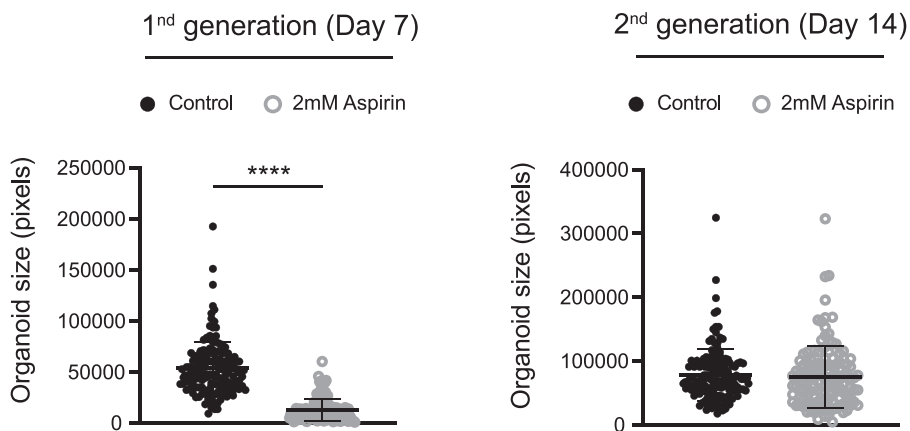 1st generation (Day 7)
Control
2mM Aspirin
Organoid size (pixels)
250000
200000
150000
100000
50000
0
****
2nd generation (Day 14)
Control
2mM Aspirin
Organoid size (pixels)
400000
300000
200000
100000
0